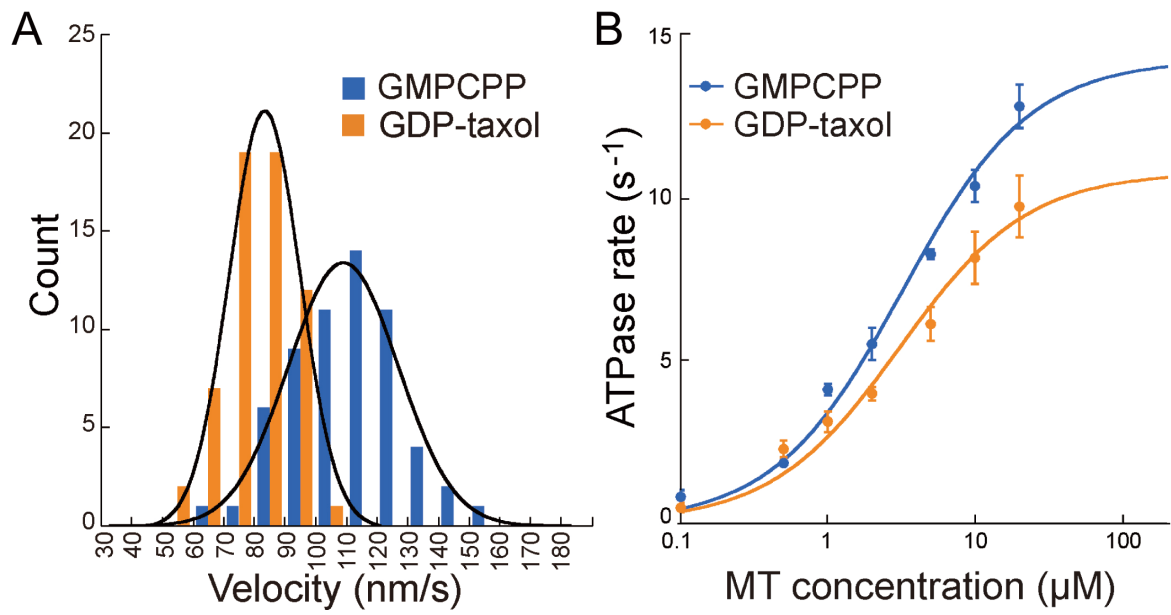 A
Count
25
20
15
10
5
0
GMPCPP
GDP-taxol
30 40 50 60 70 80 90 100 110 120 130 140 150 160 170 180
Velocity (nm/s)
B
ATPase rate (s⁻¹)
15
10
5
0
GMPCPP
GDP-taxol
0.1 1 10 100
MT concentration (µM)